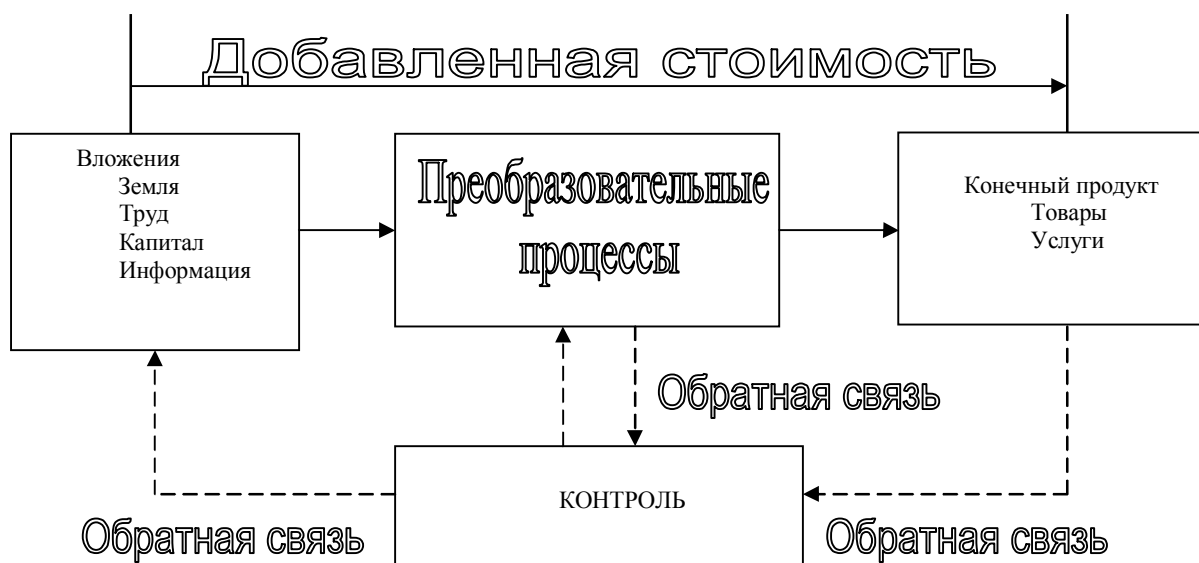 Добавленная стоимость
Вложения
Земля
Труд
Капитал
Информация
Преобразовательные
процессы
Конечный продукт
Товары
Услуги
Обратная связь
КОНТРОЛЬ
Обратная связь
Обратная связь